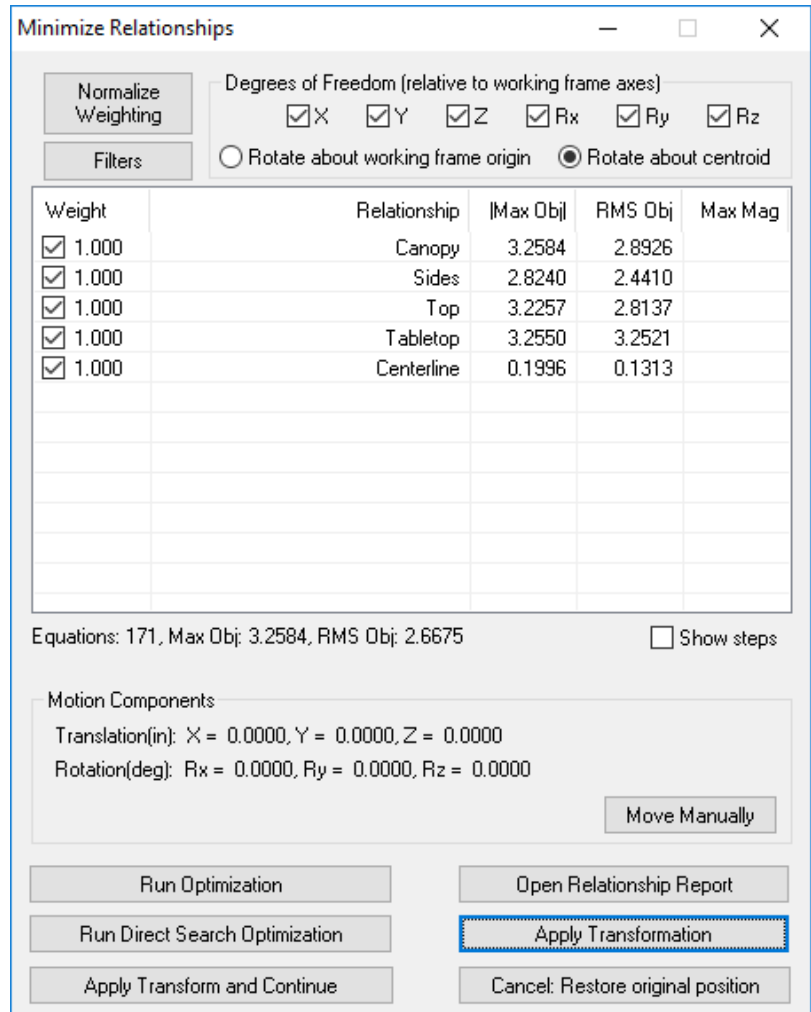 Minimize Relationships
Normalize Weighting
Degrees of Freedom (relative to working frame axes)
X Y Z Rx Ry Rz
Filters
Rotate about working frame origin Rotate about centroid
Weight Relationship |Max Obj| RMS Obj Max Mag
1.000 Canopy 3.2584 2.8926
1.000 Sides 2.8240 2.4410
1.000 Top 3.2257 2.8137
1.000 Tabletop 3.2550 3.2521
1.000 Centerline 0.1996 0.1313
Equations: 171, Max Obj: 3.2584, RMS Obj: 2.6675 Show steps
Motion Components
Translation(in): X = 0.0000, Y = 0.0000, Z = 0.0000
Rotation(deg): Rx = 0.0000, Ry = 0.0000, Rz = 0.0000
Move Manually
Run Optimization Open Relationship Report
Run Direct Search Optimization Apply Transformation
Apply Transform and Continue Cancel: Restore original position